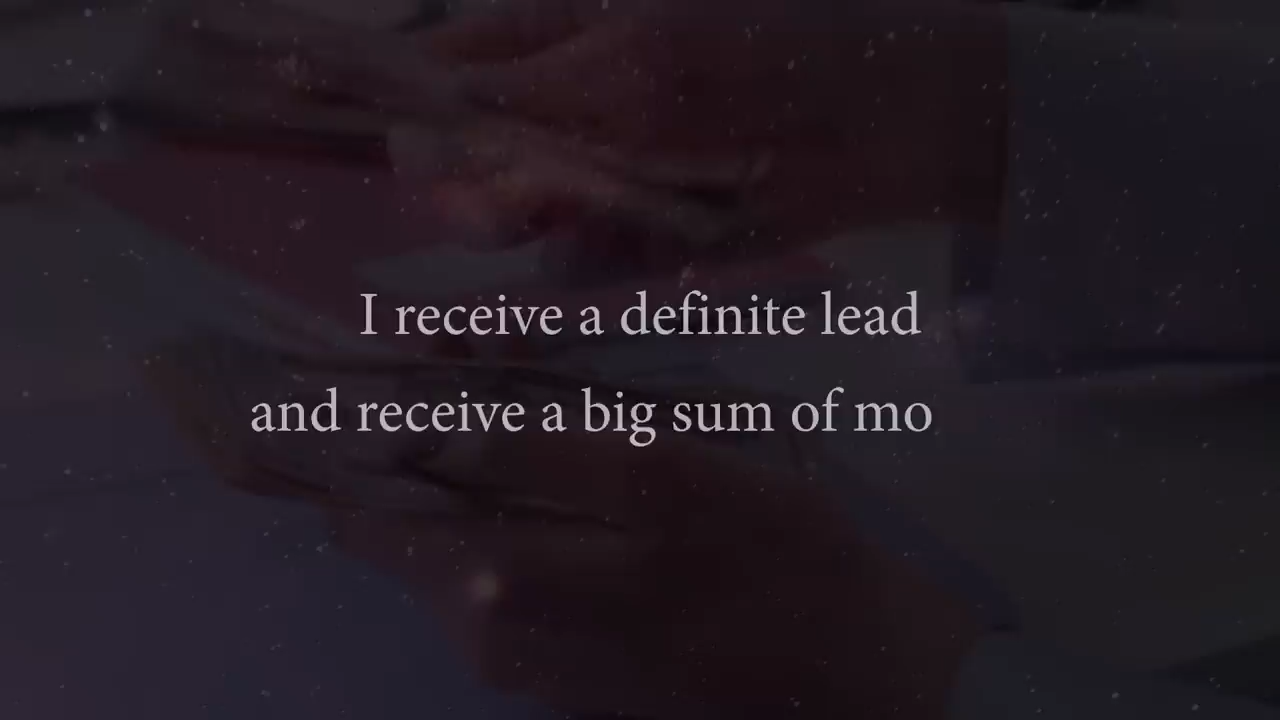 I receive a definite lead
and receive a big sum of mo